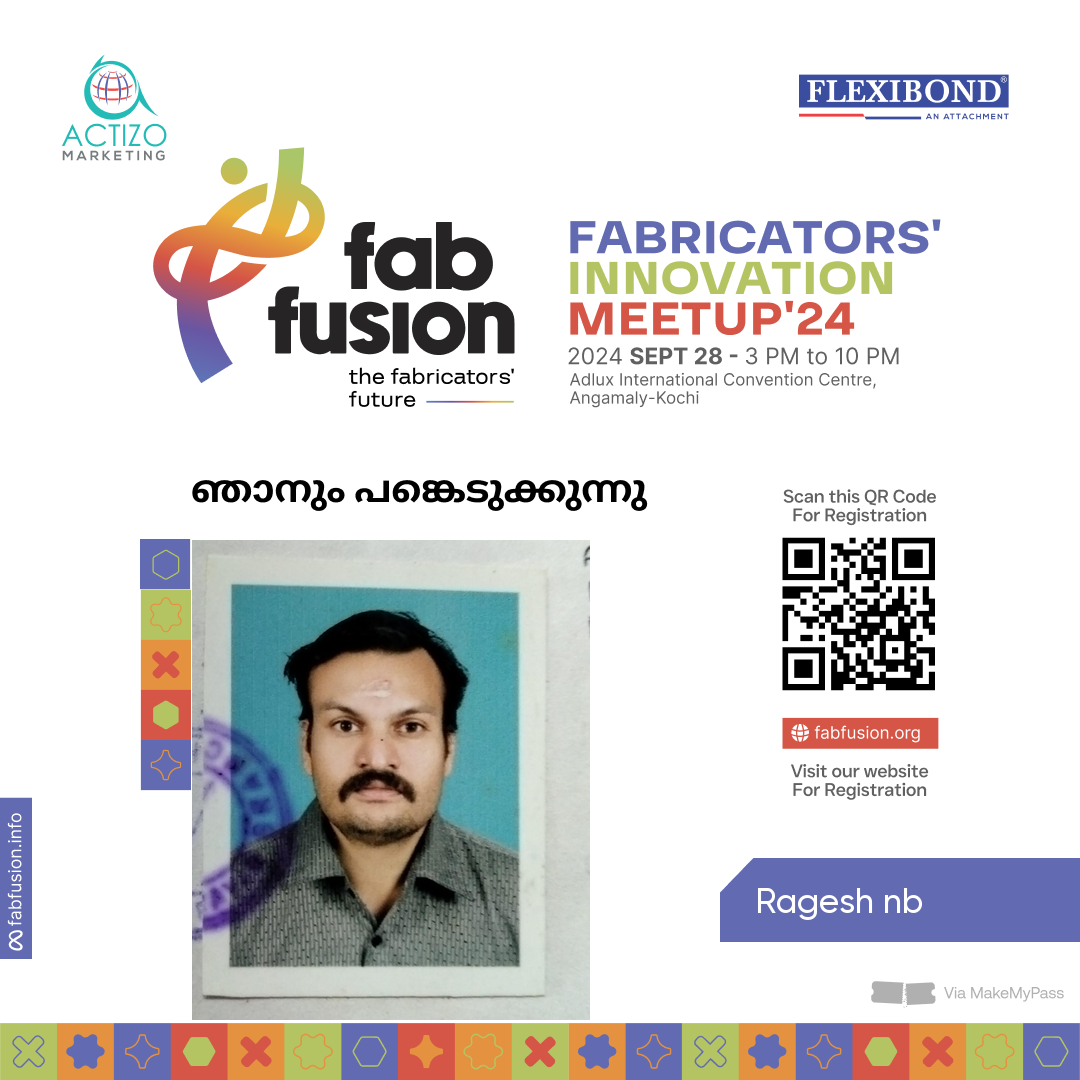 ACTIZO
MARKETING
FLEXIBOND®
AN ATTACHMENT
fab
fusion
the fabricators'
future
FABRICATORS'
INNOVATION
MEETUP'24
2024 SEPT 28 - 3 PM to 10 PM
Adlux International Convention Centre,
Angamaly-Kochi
ഞാനും പങ്കെടുക്കുന്നു
Scan this QR Code
For Registration
fabfusion.org
Visit our website
For Registration
fabfusion.info
Ragesh nb
Via MakeMyPass